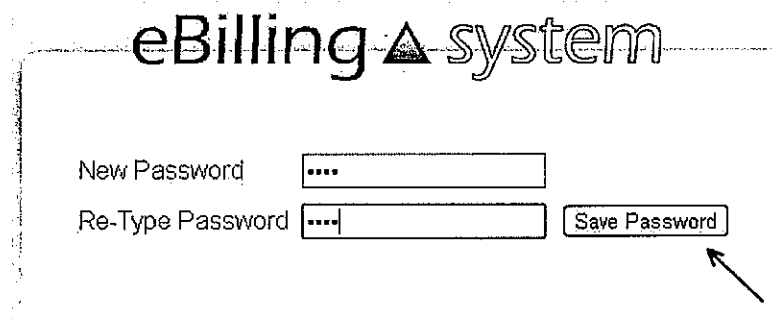 eBilling system
New Password ••••
Re-Type Password •••• Save Password